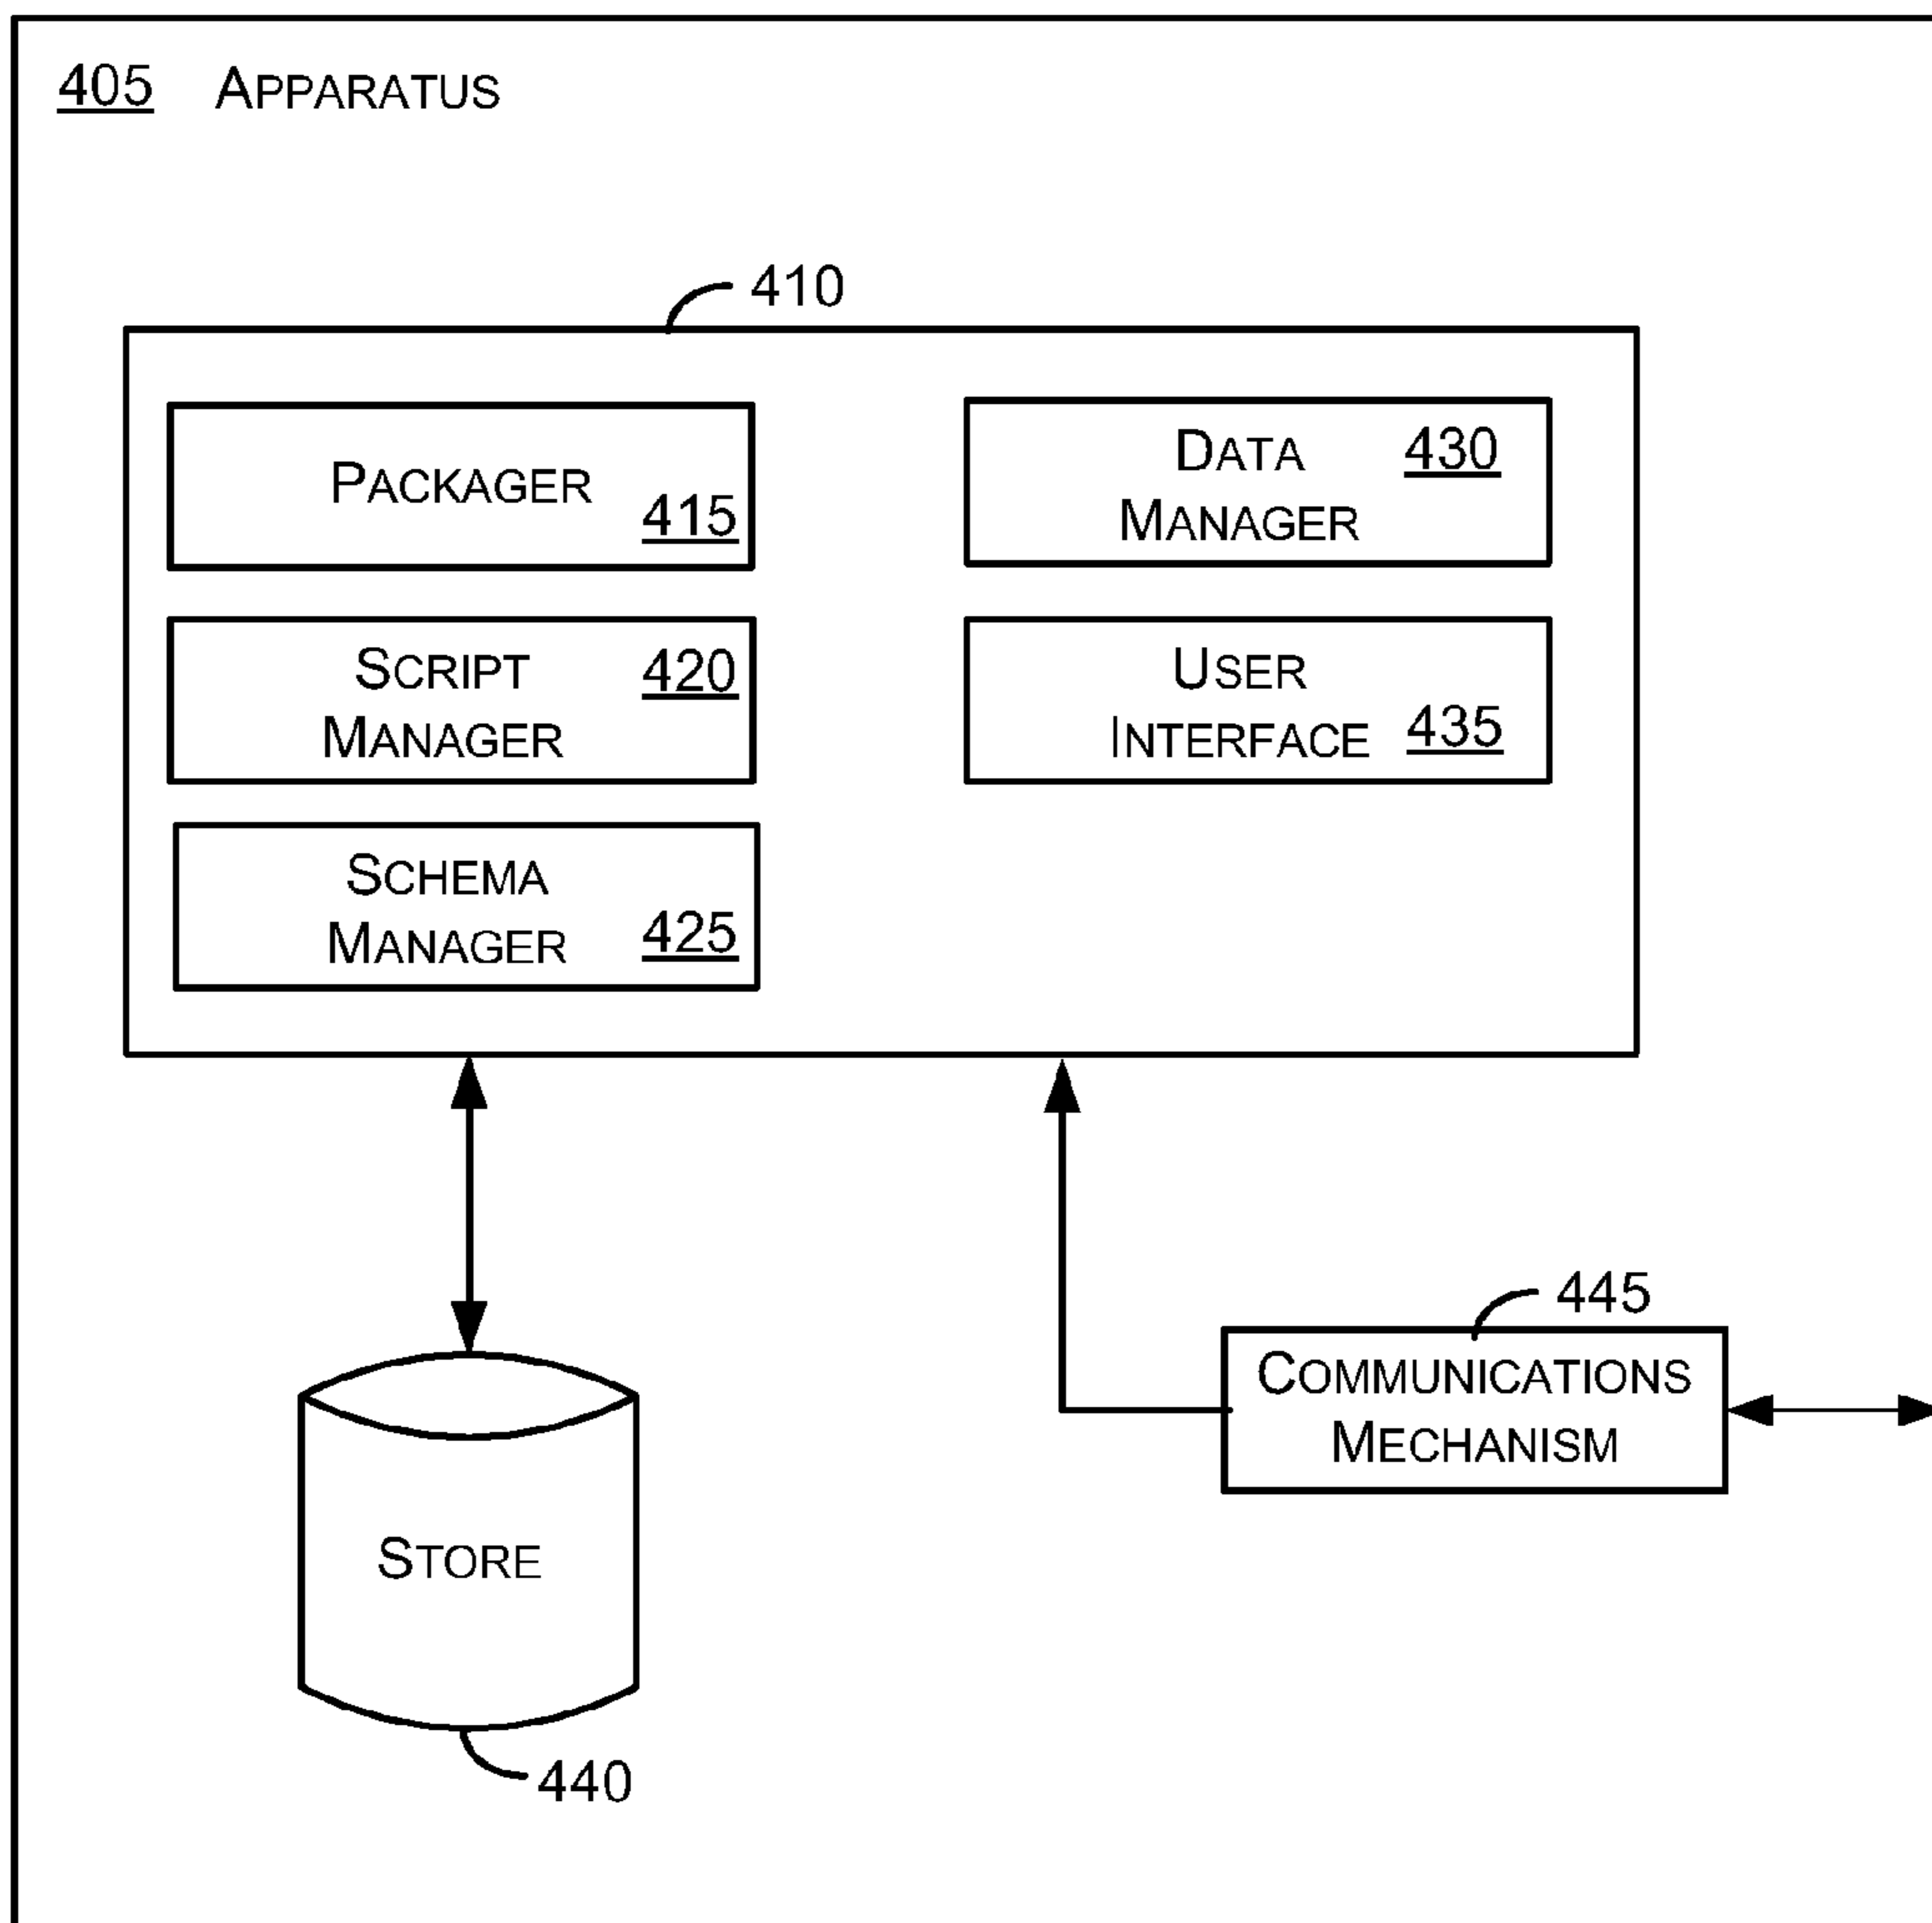 405 APPARATUS
410
PACKAGER
415
DATA 430
MANAGER
SCRIPT 420
MANAGER
USER
INTERFACE 435
SCHEMA
MANAGER 425
445
COMMUNICATIONS
MECHANISM
STORE
440